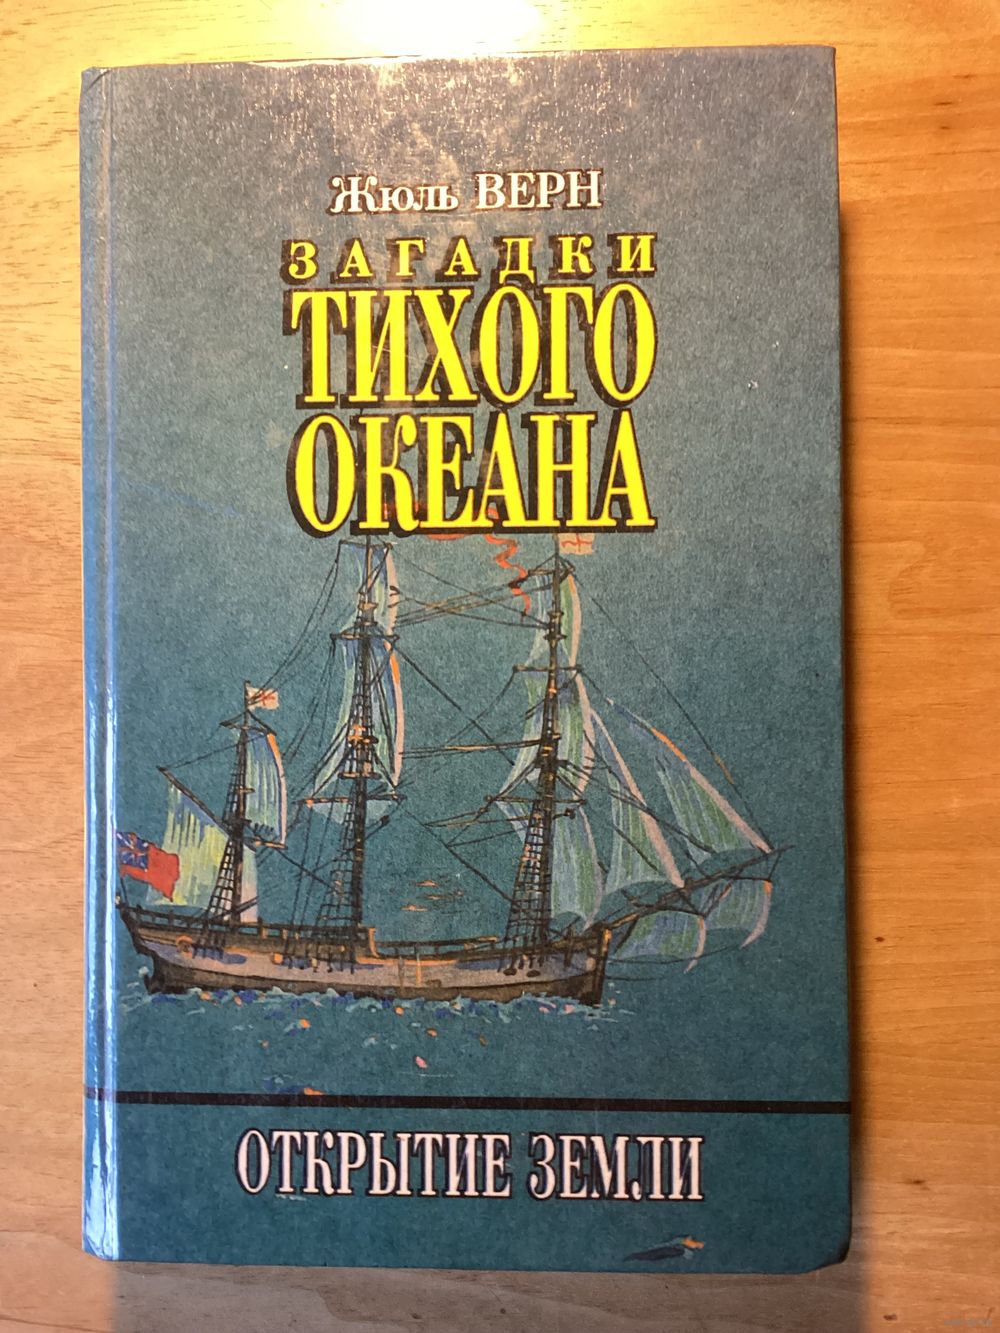 Жюль ВЕРН
ЗАГАДКИ
ТИХОГО
ОКЕАНА
ОТКРЫТИЕ ЗЕМЛИ